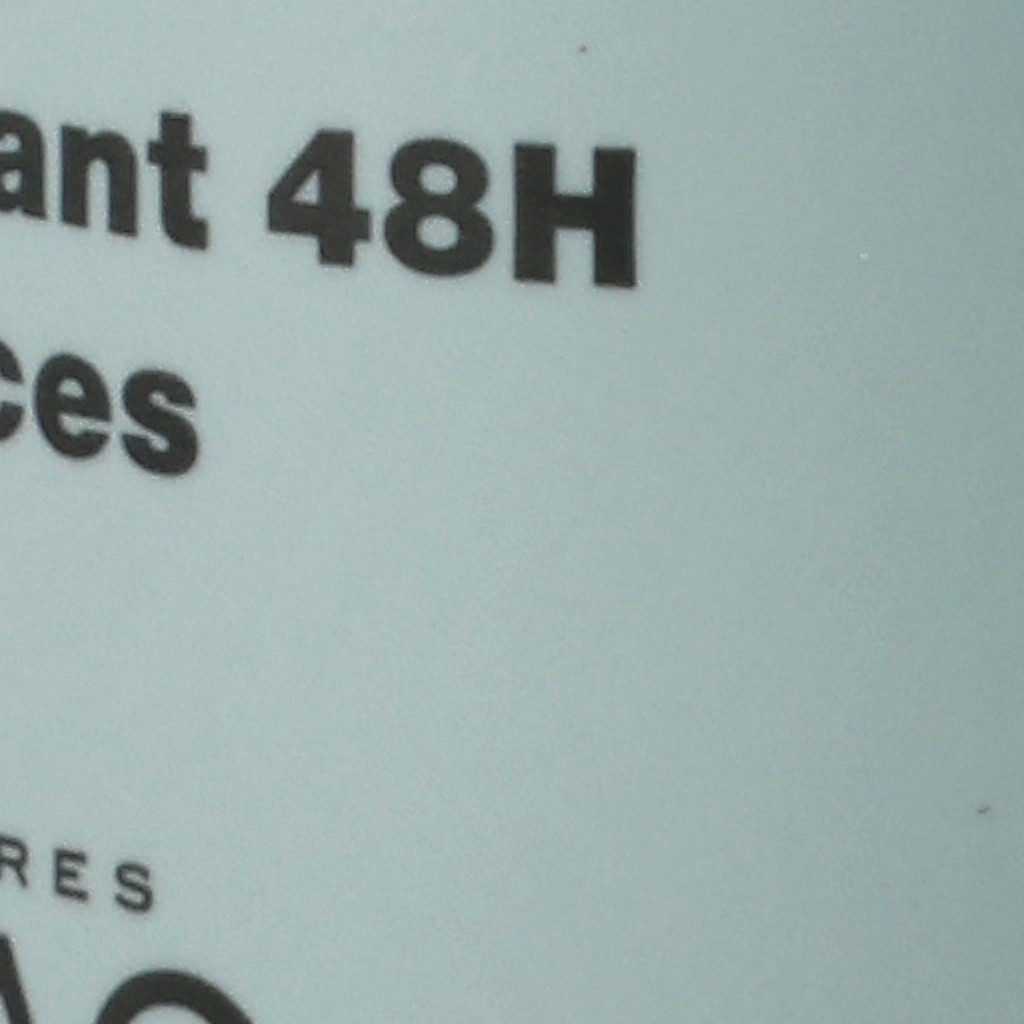 ant 48H
ces
RES